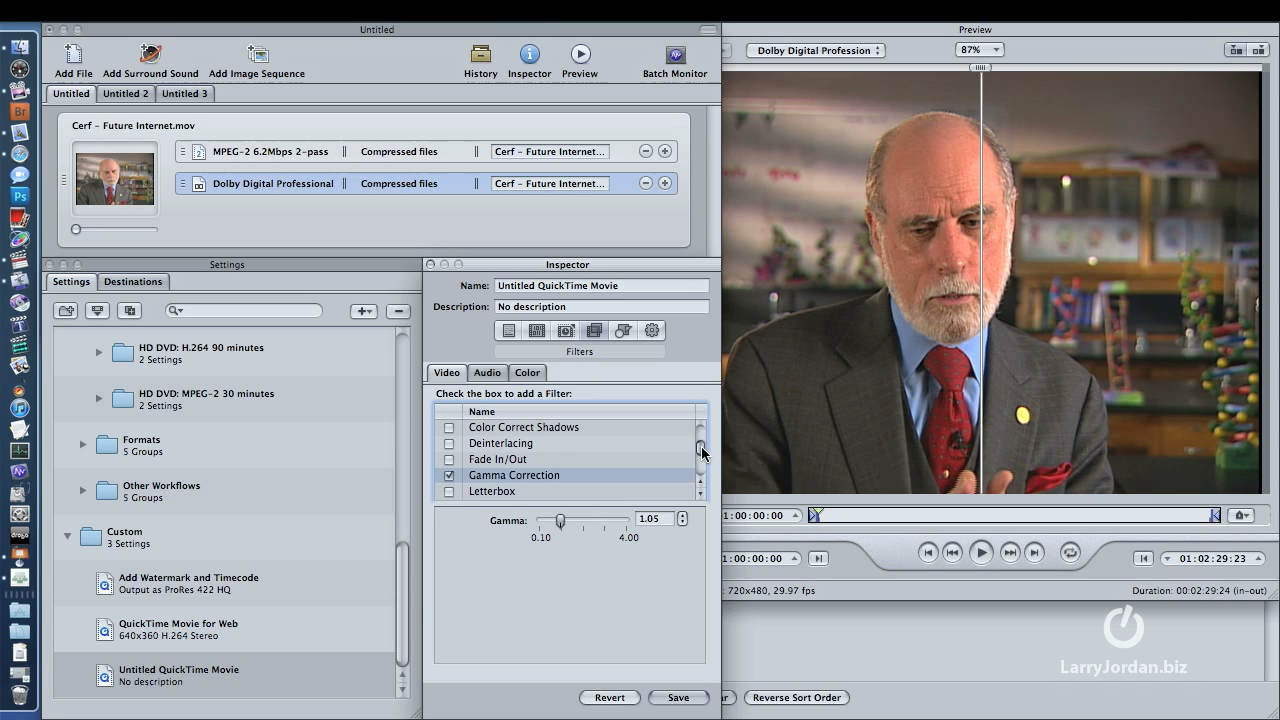 Untitled
Preview
Add File
Add Surround Sound
Add Image Sequence
History
Inspector
Preview
Batch Monitor
Dolby Digital Profession
87%
Untitled
Untitled 2
Untitled 3
Cerf – Future Internet.mov
MPEG-2 6.2Mbps 2-pass
Compressed files
Cerf – Future Internet...
Dolby Digital Professional
Compressed files
Cerf – Future Internet...
Settings
Settings
Destinations
HD DVD: H.264 90 minutes
2 Settings
HD DVD: MPEG-2 30 minutes
2 Settings
Formats
5 Groups
Other Workflows
5 Groups
Custom
3 Settings
Add Watermark and Timecode
Output as ProRes 422 HQ
QuickTime Movie for Web
640x360 H.264 Stereo
Untitled QuickTime Movie
No description
Inspector
Name: Untitled QuickTime Movie
Description: No description
Filters
Video
Audio
Color
Check the box to add a Filter:
Name
Color Correct Shadows
Deinterlacing
Fade In/Out
Gamma Correction
Letterbox
Gamma: 1.05
0.10 4.00
Revert
Save
1:00:00:00
1:00:00:00
01:02:29:23
: 720x480, 29.97 fps
Duration: 00:02:29:24 (in-out)
LarryJordan.biz
ar
Reverse Sort Order
Br
Ps
drobo